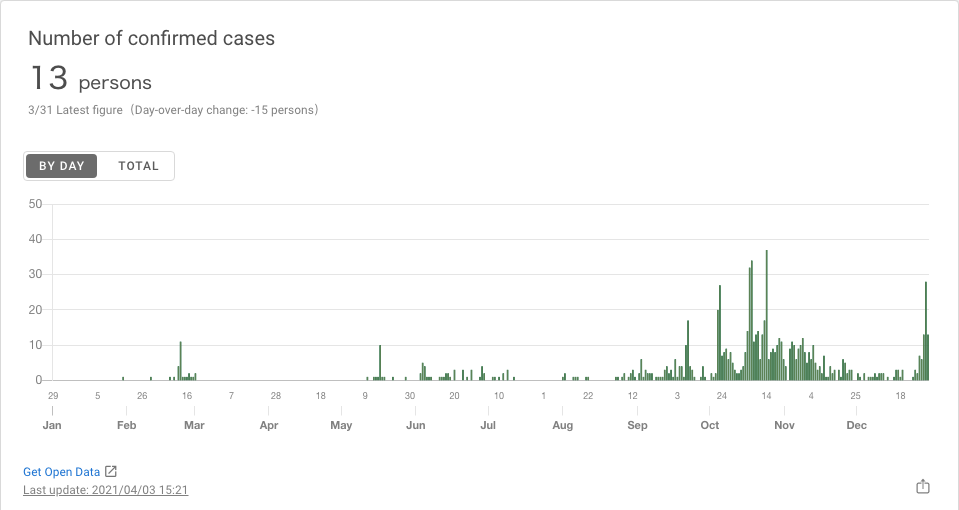 Number of confirmed cases
13 persons
3/31 Latest figure（Day-over-day change: -15 persons）
BY DAY TOTAL
50
40
30
20
10
0
29 5 26 16 7 28 18 9 30 20 10 1 22 12 3 24 14 4 25 18
Jan Feb Mar Apr May Jun Jul Aug Sep Oct Nov Dec
Get Open Data
Last update: 2021/04/03 15:21